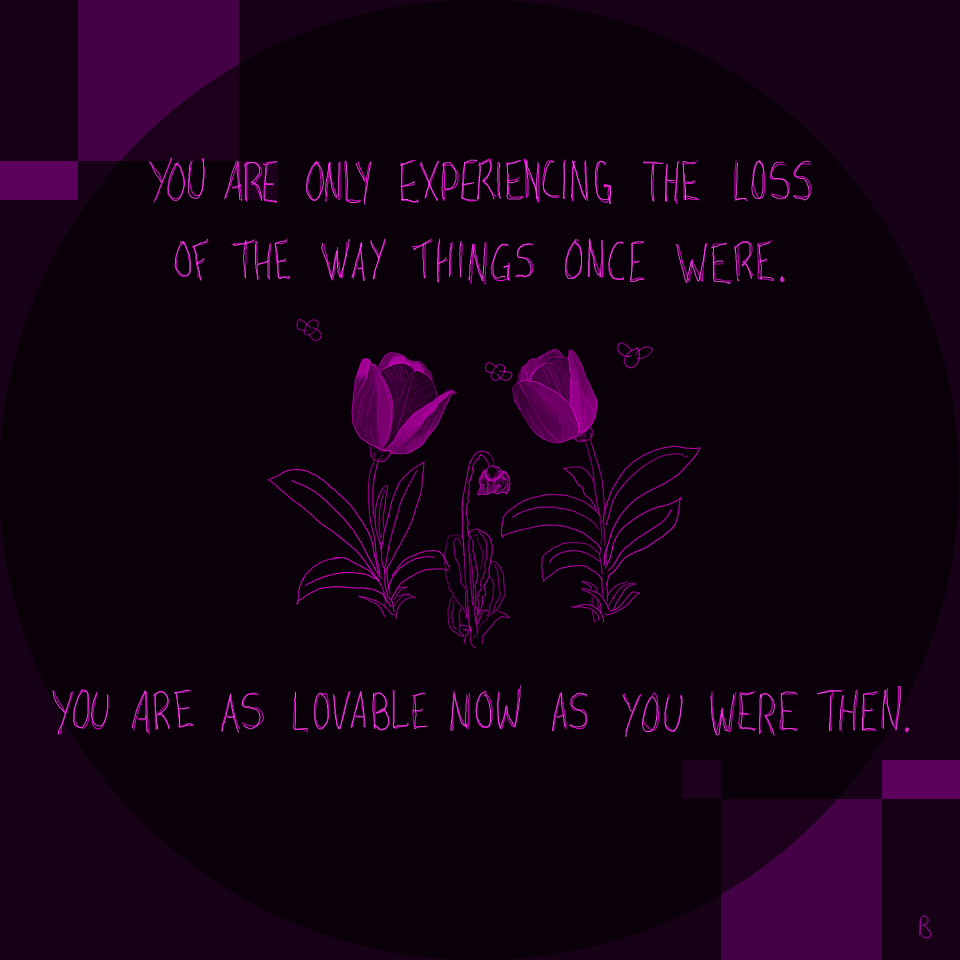 YOU ARE ONLY EXPERIENCING THE LOSS
OF THE WAY THINGS ONCE WERE.
YOU ARE AS LOVABLE NOW AS YOU WERE THEN.
B